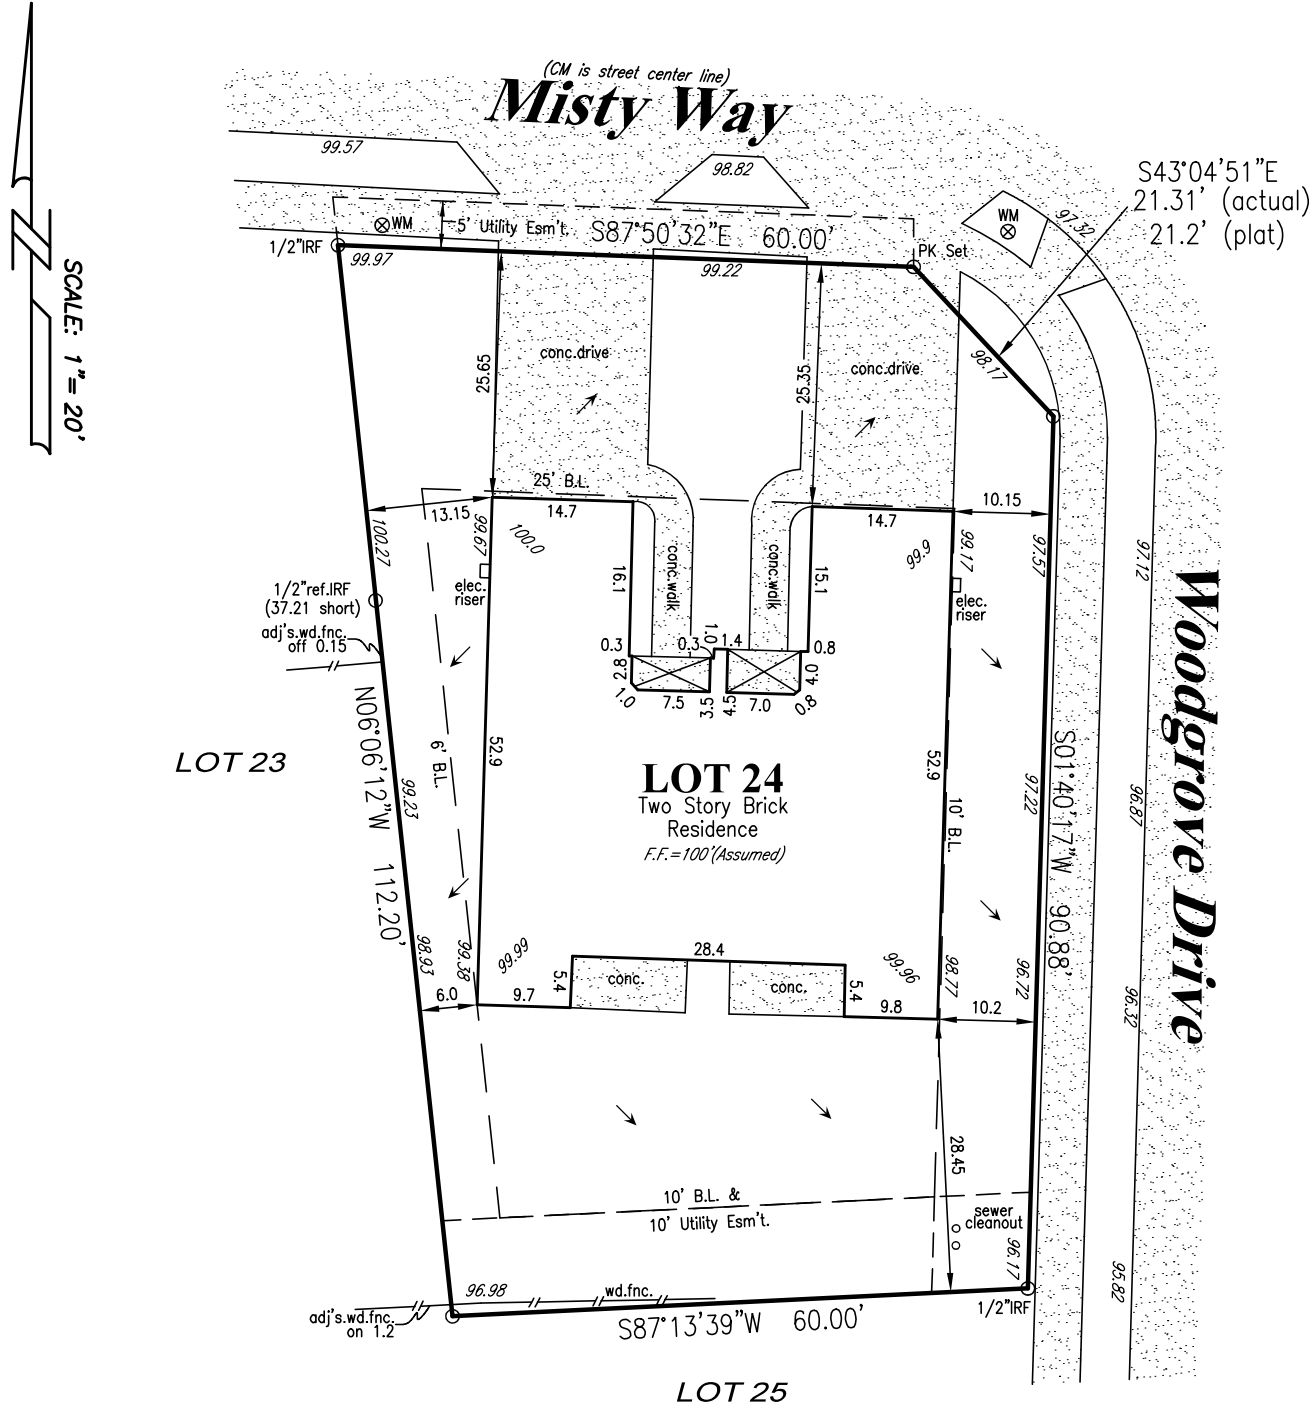 (CM is street center line)
Misty Way
99.57
98.82
S43°04'51"E
21.31' (actual)
21.2' (plat)
WM
97.32
WM
5' Utility Esm't.
S87°50'32"E 60.00'
PK Set
1/2"IRF
99.97
99.22
SCALE: 1"= 20'
25.65
conc.drive
25.35
conc.drive
98.17
25' B.L.
13.15
14.7
14.7
10.15
100.27
99.67
100.0
99.9
99.17
97.57
97.12
16.1
conc.walk
conc.walk
15.1
elec.
riser
elec.
riser
1/2"ref.IRF
(37.21 short)
adj's.wd.fnc.
off 0.15
0.3
0.3
1.0
1.4
0.8
2.8
4.0
1.0
7.5
3.5
4.5
7.0
0.8
N06°06'12"W 112.20'
LOT 23
6' B.L.
52.9
LOT 24
Two Story Brick
Residence
F.F.=100'(Assumed)
52.9
10' B.L.
S01°40'17"W 90.88'
Woodgrove Drive
99.23
97.22
96.87
98.93
99.38
99.99
28.4
99.96
98.77
96.72
96.32
5.4
conc.
conc.
5.4
6.0
9.7
9.8
10.2
28.45
10' B.L. &
10' Utility Esm't.
sewer
cleanout
96.17
95.82
96.98
wd.fnc.
1/2"IRF
adj's.wd.fnc.
on 1.2
S87°13'39"W 60.00'
LOT 25